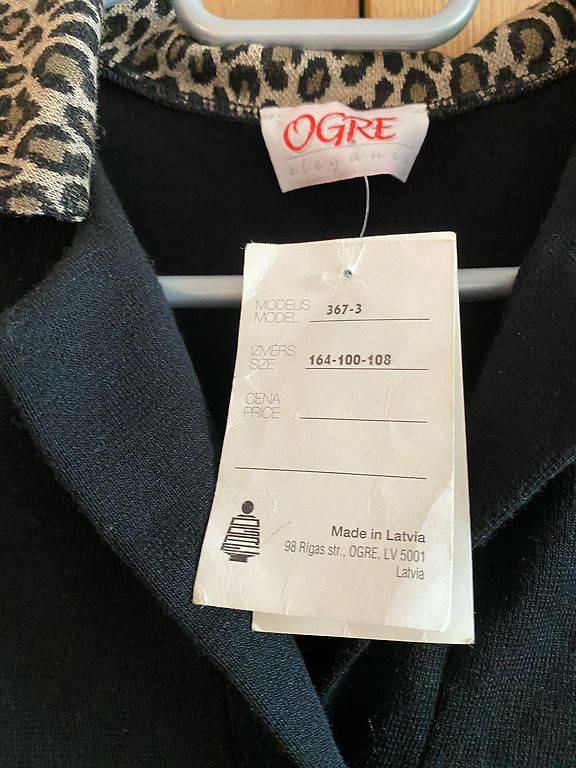 OGRE
elegance
MODELIS
MODEL 367-3
IZMĒRS
SIZE 164-100-108
CENA
PRICE
Made in Latvia
98 Rigas str., OGRE, LV 5001
Latvia